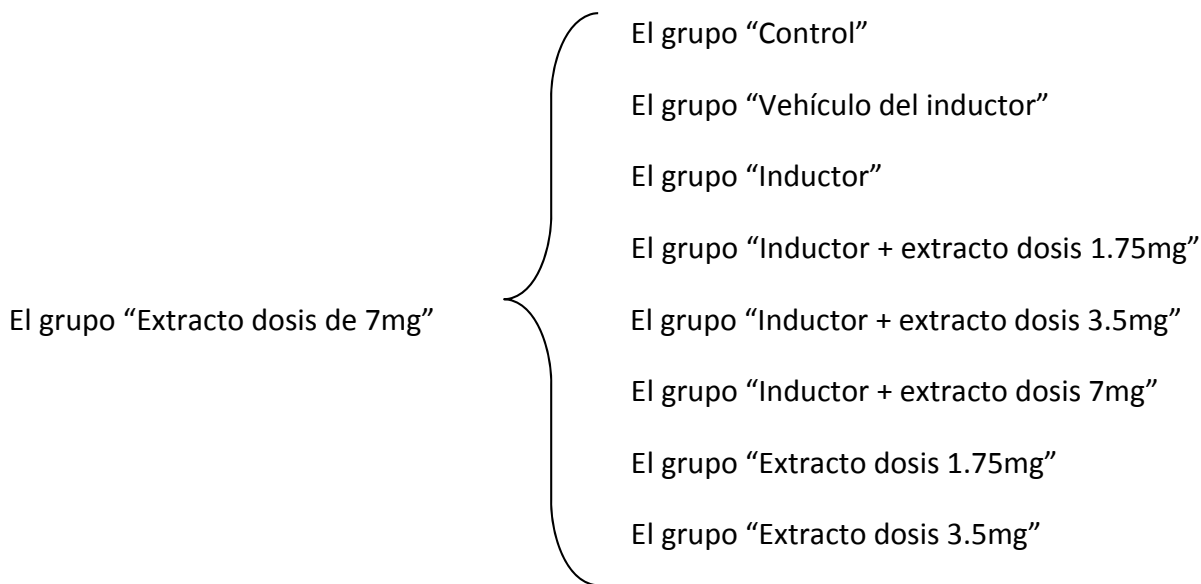 El grupo “Control”
El grupo “Vehículo del inductor”
El grupo “Inductor”
El grupo “Inductor + extracto dosis 1.75mg”
El grupo “Extracto dosis de 7mg”
El grupo “Inductor + extracto dosis 3.5mg”
El grupo “Inductor + extracto dosis 7mg”
El grupo “Extracto dosis 1.75mg”
El grupo “Extracto dosis 3.5mg”